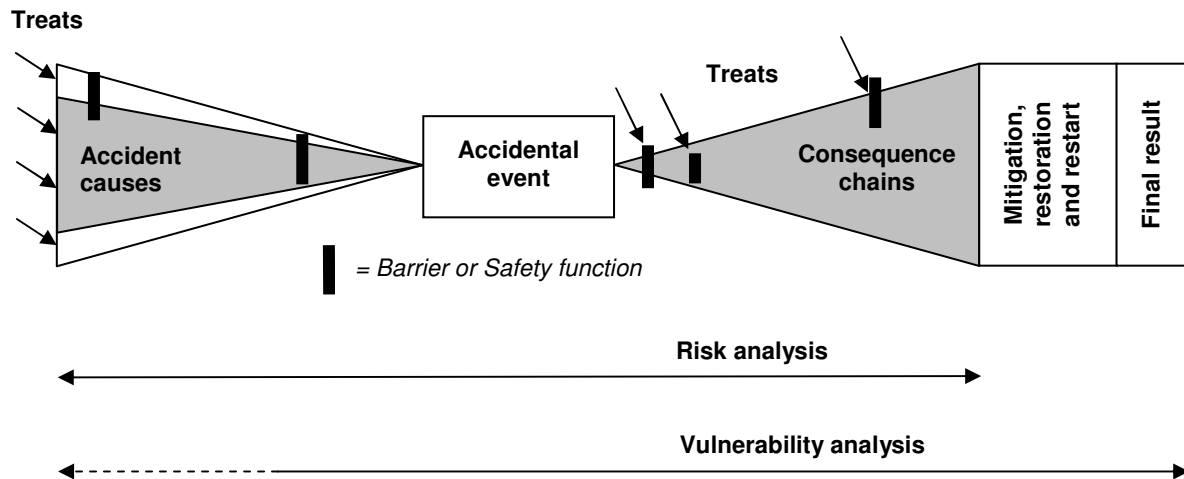 Treats
Treats
Accident
causes
Accidental
event
Consequence
chains
Mitigation,
restoration
and restart
Final result
= Barrier or Safety function
Risk analysis
Vulnerability analysis